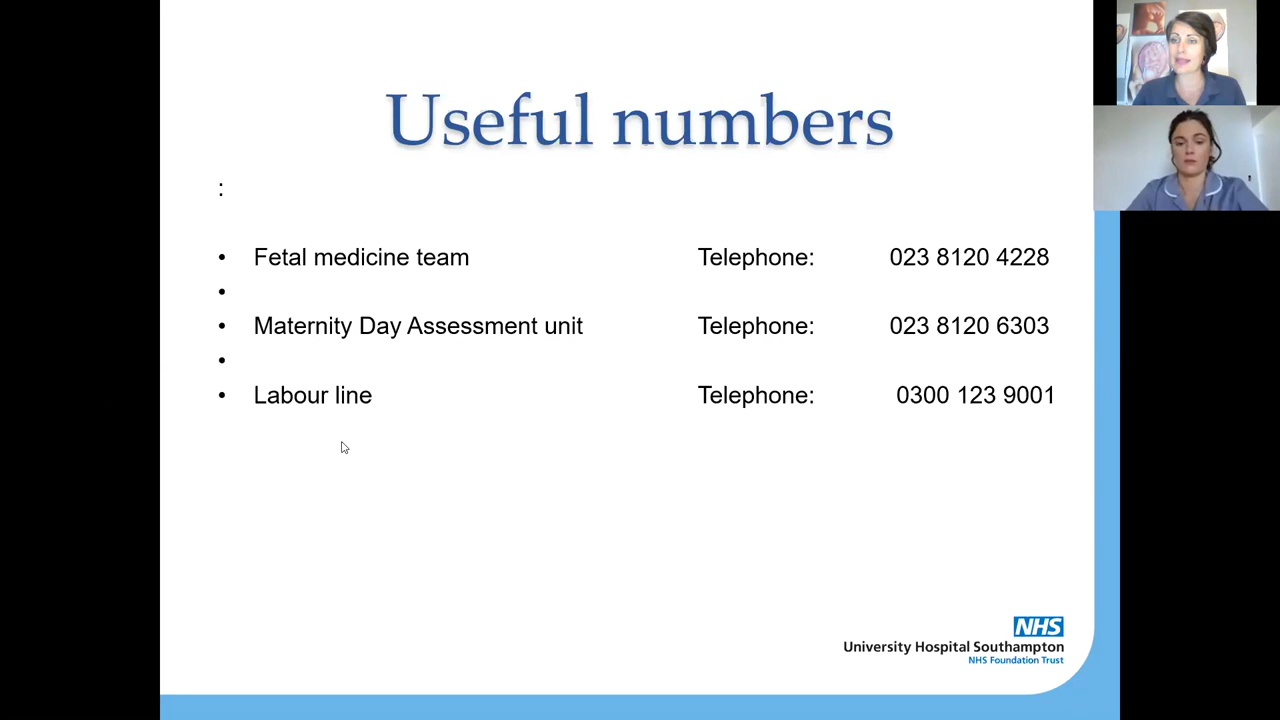 Useful numbers
:
• Fetal medicine team Telephone: 023 8120 4228
•
• Maternity Day Assessment unit Telephone: 023 8120 6303
•
• Labour line Telephone: 0300 123 9001
NHS
University Hospital Southampton
NHS Foundation Trust